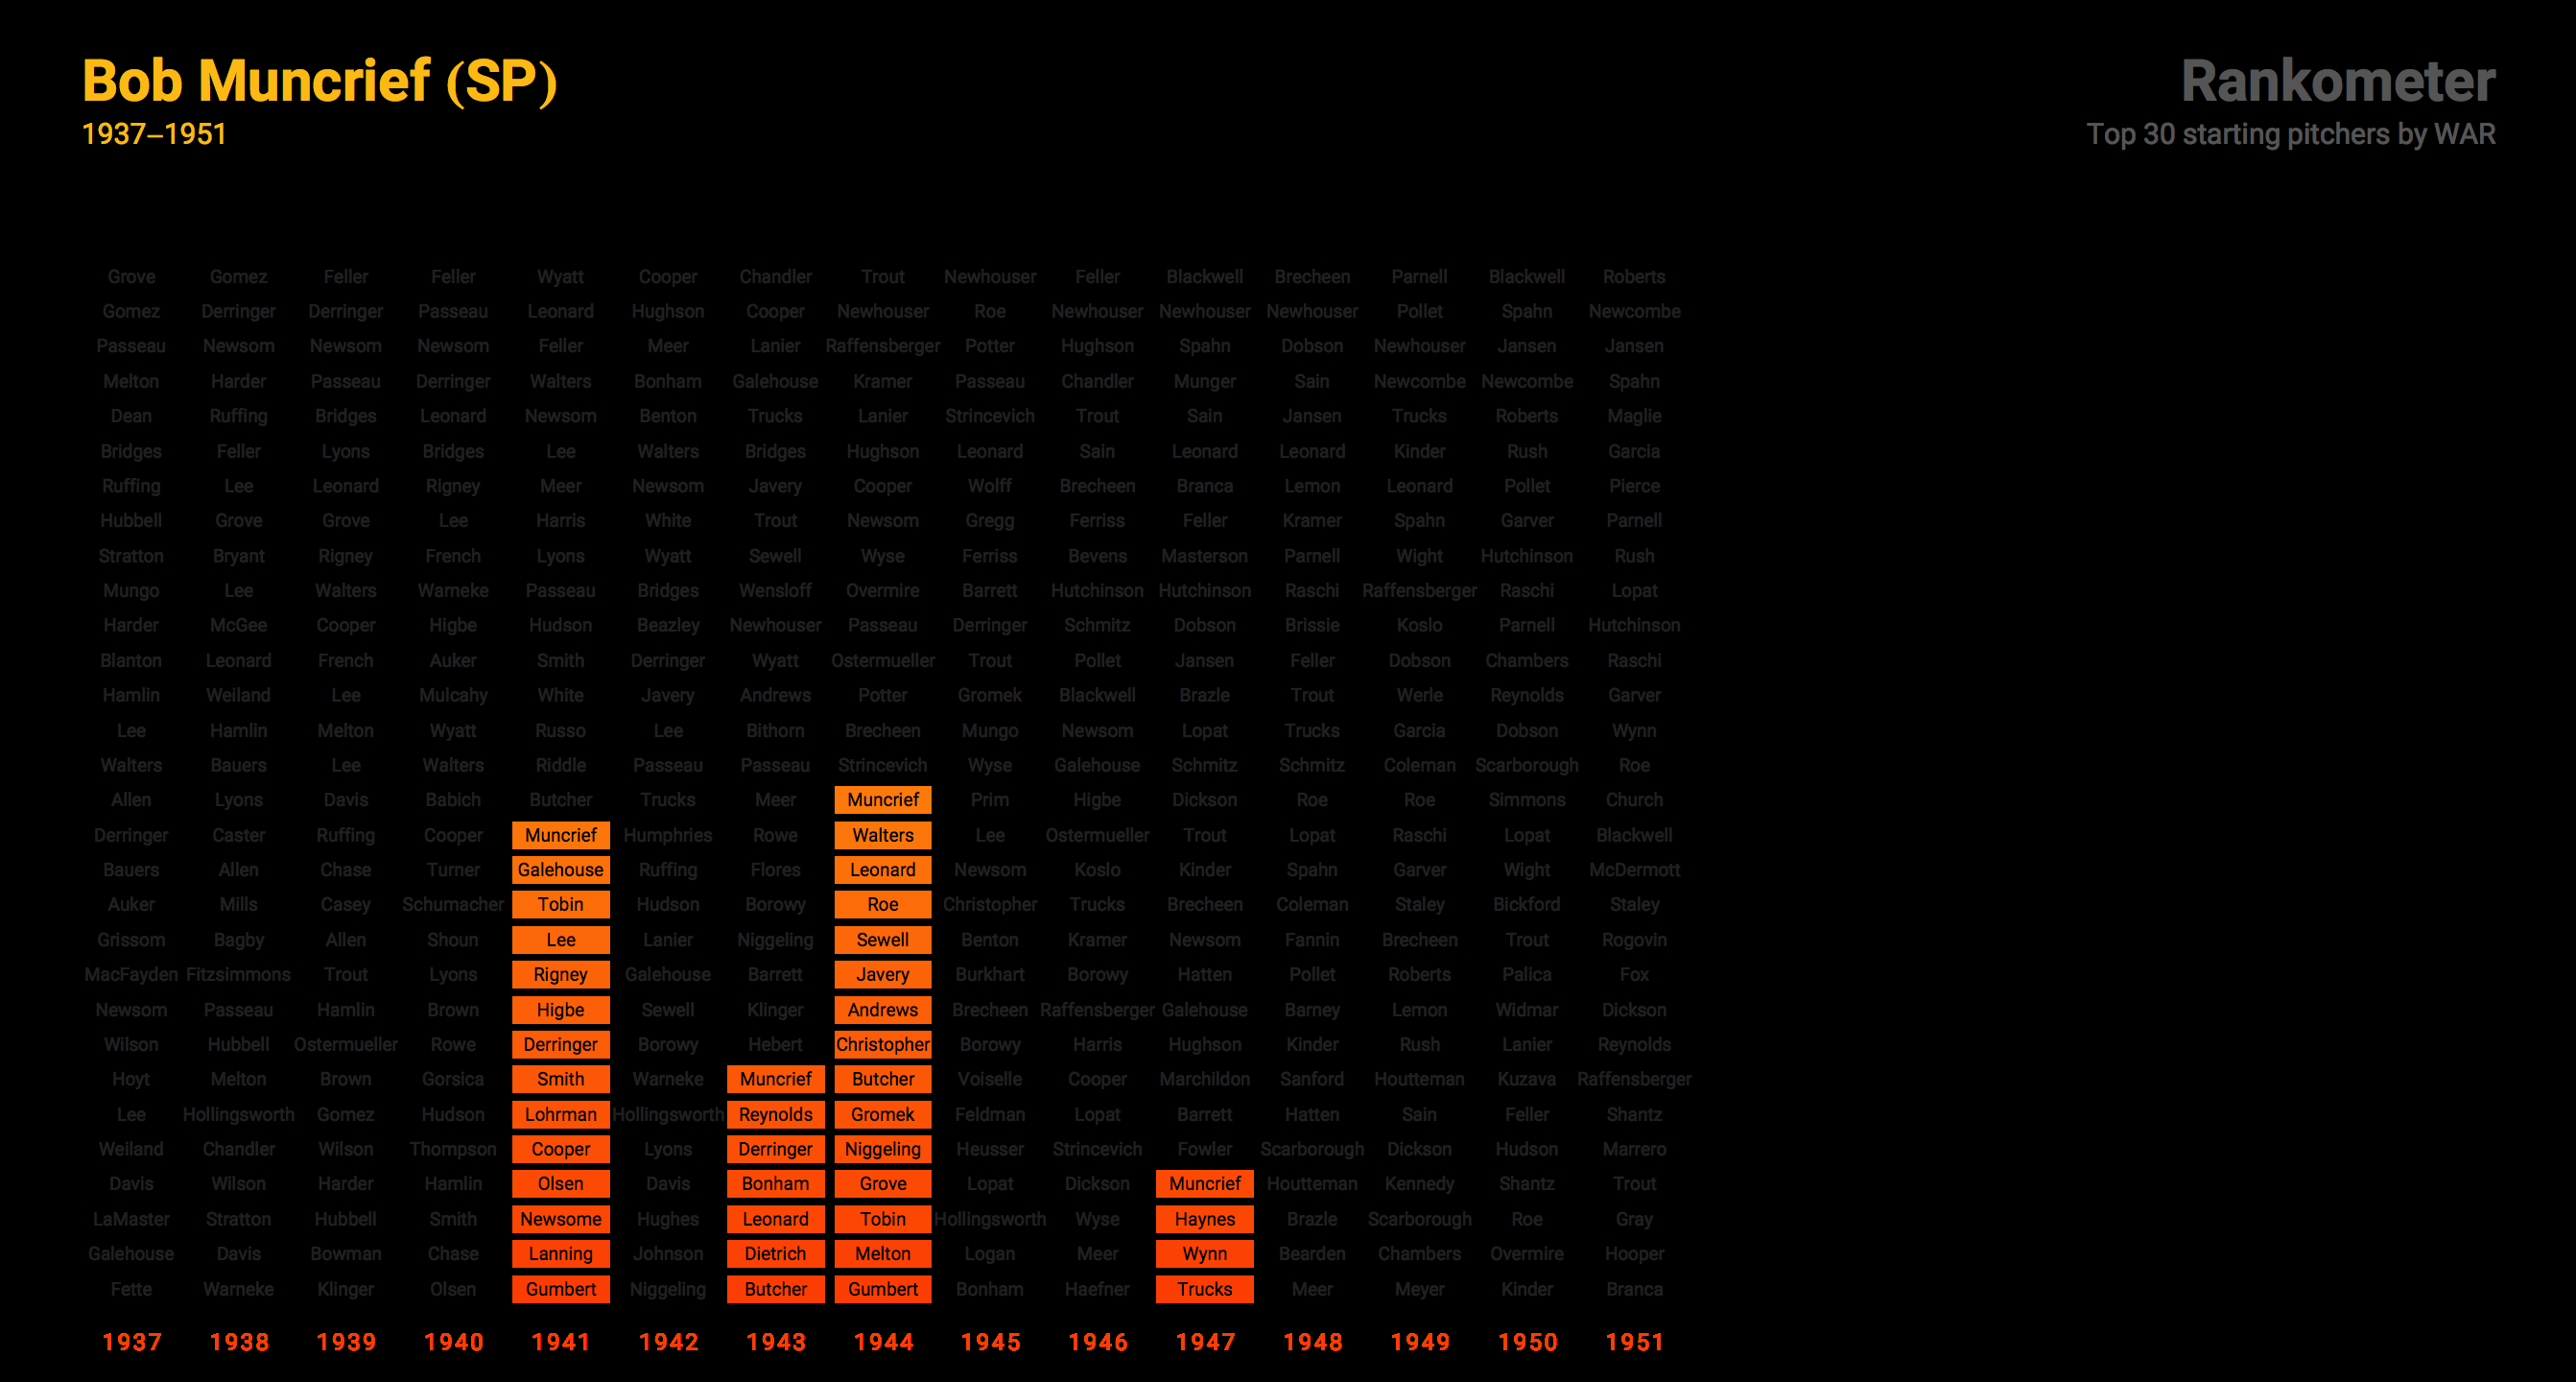 Bob Muncrief (SP)
1937–1951
Rankometer
Top 30 starting pitchers by WAR
Grove Gomez Feller Feller Wyatt Cooper Chandler Trout Newhouser Feller Blackwell Brecheen Parnell Blackwell Roberts
Gomez Derringer Derringer Passeau Leonard Hughson Cooper Newhouser Roe Newhouser Newhouser Newhouser Pollet Spahn Newcombe
Passeau Newsom Newsom Newsom Feller Meer Lanier Raffensberger Potter Hughson Spahn Dobson Newhouser Jansen Jansen
Melton Harder Passeau Derringer Walters Bonham Galehouse Kramer Passeau Chandler Munger Sain Newcombe Newcombe Spahn
Dean Ruffing Bridges Leonard Newsom Benton Trucks Lanier Strincevich Trout Sain Jansen Trucks Roberts Maglie
Bridges Feller Lyons Bridges Lee Walters Bridges Hughson Leonard Sain Leonard Leonard Kinder Rush Garcia
Ruffing Lee Leonard Rigney Meer Newsom Javery Cooper Wolff Brecheen Branca Lemon Leonard Pollet Pierce
Hubbell Grove Grove Lee Harris White Trout Newsom Gregg Ferriss Feller Kramer Spahn Garver Parnell
Stratton Bryant Rigney French Lyons Wyatt Sewell Wyse Ferriss Bevens Masterson Parnell Wight Hutchinson Rush
Mungo Lee Walters Warneke Passeau Bridges Wensloff Overmire Barrett Hutchinson Hutchinson Raschi Raffensberger Raschi Lopat
Harder McGee Cooper Higbe Hudson Beazley Newhouser Passeau Derringer Schmitz Dobson Brissie Koslo Parnell Hutchinson
Blanton Leonard French Auker Smith Derringer Wyatt Ostermueller Trout Pollet Jansen Feller Dobson Chambers Raschi
Hamlin Weiland Lee Mulcahy White Javery Andrews Potter Gromek Blackwell Brazle Trout Werle Reynolds Garver
Lee Hamlin Melton Wyatt Russo Lee Bithorn Brecheen Mungo Newsom Lopat Trucks Garcia Dobson Wynn
Walters Bauers Lee Walters Riddle Passeau Passeau Strincevich Wyse Galehouse Schmitz Schmitz Coleman Scarborough Roe
Allen Lyons Davis Babich Butcher Trucks Meer Muncrief Prim Higbe Dickson Roe Roe Simmons Church
Derringer Caster Ruffing Cooper Muncrief Humphries Rowe Walters Lee Ostermueller Trout Lopat Raschi Lopat Blackwell
Bauers Allen Chase Turner Galehouse Ruffing Flores Leonard Newsom Koslo Kinder Spahn Garver Wight McDermott
Auker Mills Casey Schumacher Tobin Hudson Borowy Roe Christopher Trucks Brecheen Coleman Staley Bickford Staley
Grissom Bagby Allen Shoun Lee Lanier Niggeling Sewell Benton Kramer Newsom Fannin Brecheen Trout Rogovin
MacFayden Fitzsimmons Trout Lyons Rigney Galehouse Barrett Javery Burkhart Borowy Hatten Pollet Roberts Palica Fox
Newsom Passeau Hamlin Brown Higbe Sewell Klinger Andrews Brecheen Raffensberger Galehouse Barney Lemon Widmar Dickson
Wilson Hubbell Ostermueller Rowe Derringer Borowy Hebert Christopher Borowy Harris Hughson Kinder Rush Lanier Reynolds
Hoyt Melton Brown Gorsica Smith Warneke Muncrief Butcher Voiselle Cooper Marchildon Sanford Houtteman Kuzava Raffensberger
Lee Hollingsworth Gomez Hudson Lohrman Hollingsworth Reynolds Gromek Feldman Lopat Barrett Hatten Sain Feller Shantz
Weiland Chandler Wilson Thompson Cooper Lyons Derringer Niggeling Heusser Strincevich Fowler Scarborough Dickson Hudson Marrero
Davis Wilson Harder Hamlin Olsen Davis Bonham Grove Lopat Dickson Muncrief Houtteman Kennedy Shantz Trout
LaMaster Stratton Hubbell Smith Newsome Hughes Leonard Tobin Hollingsworth Wyse Haynes Brazle Scarborough Roe Gray
Galehouse Davis Bowman Chase Lanning Johnson Dietrich Melton Logan Meer Wynn Bearden Chambers Overmire Hooper
Fette Warneke Klinger Olsen Gumbert Niggeling Butcher Gumbert Bonham Haefner Trucks Meer Meyer Kinder Branca
1937 1938 1939 1940 1941 1942 1943 1944 1945 1946 1947 1948 1949 1950 1951